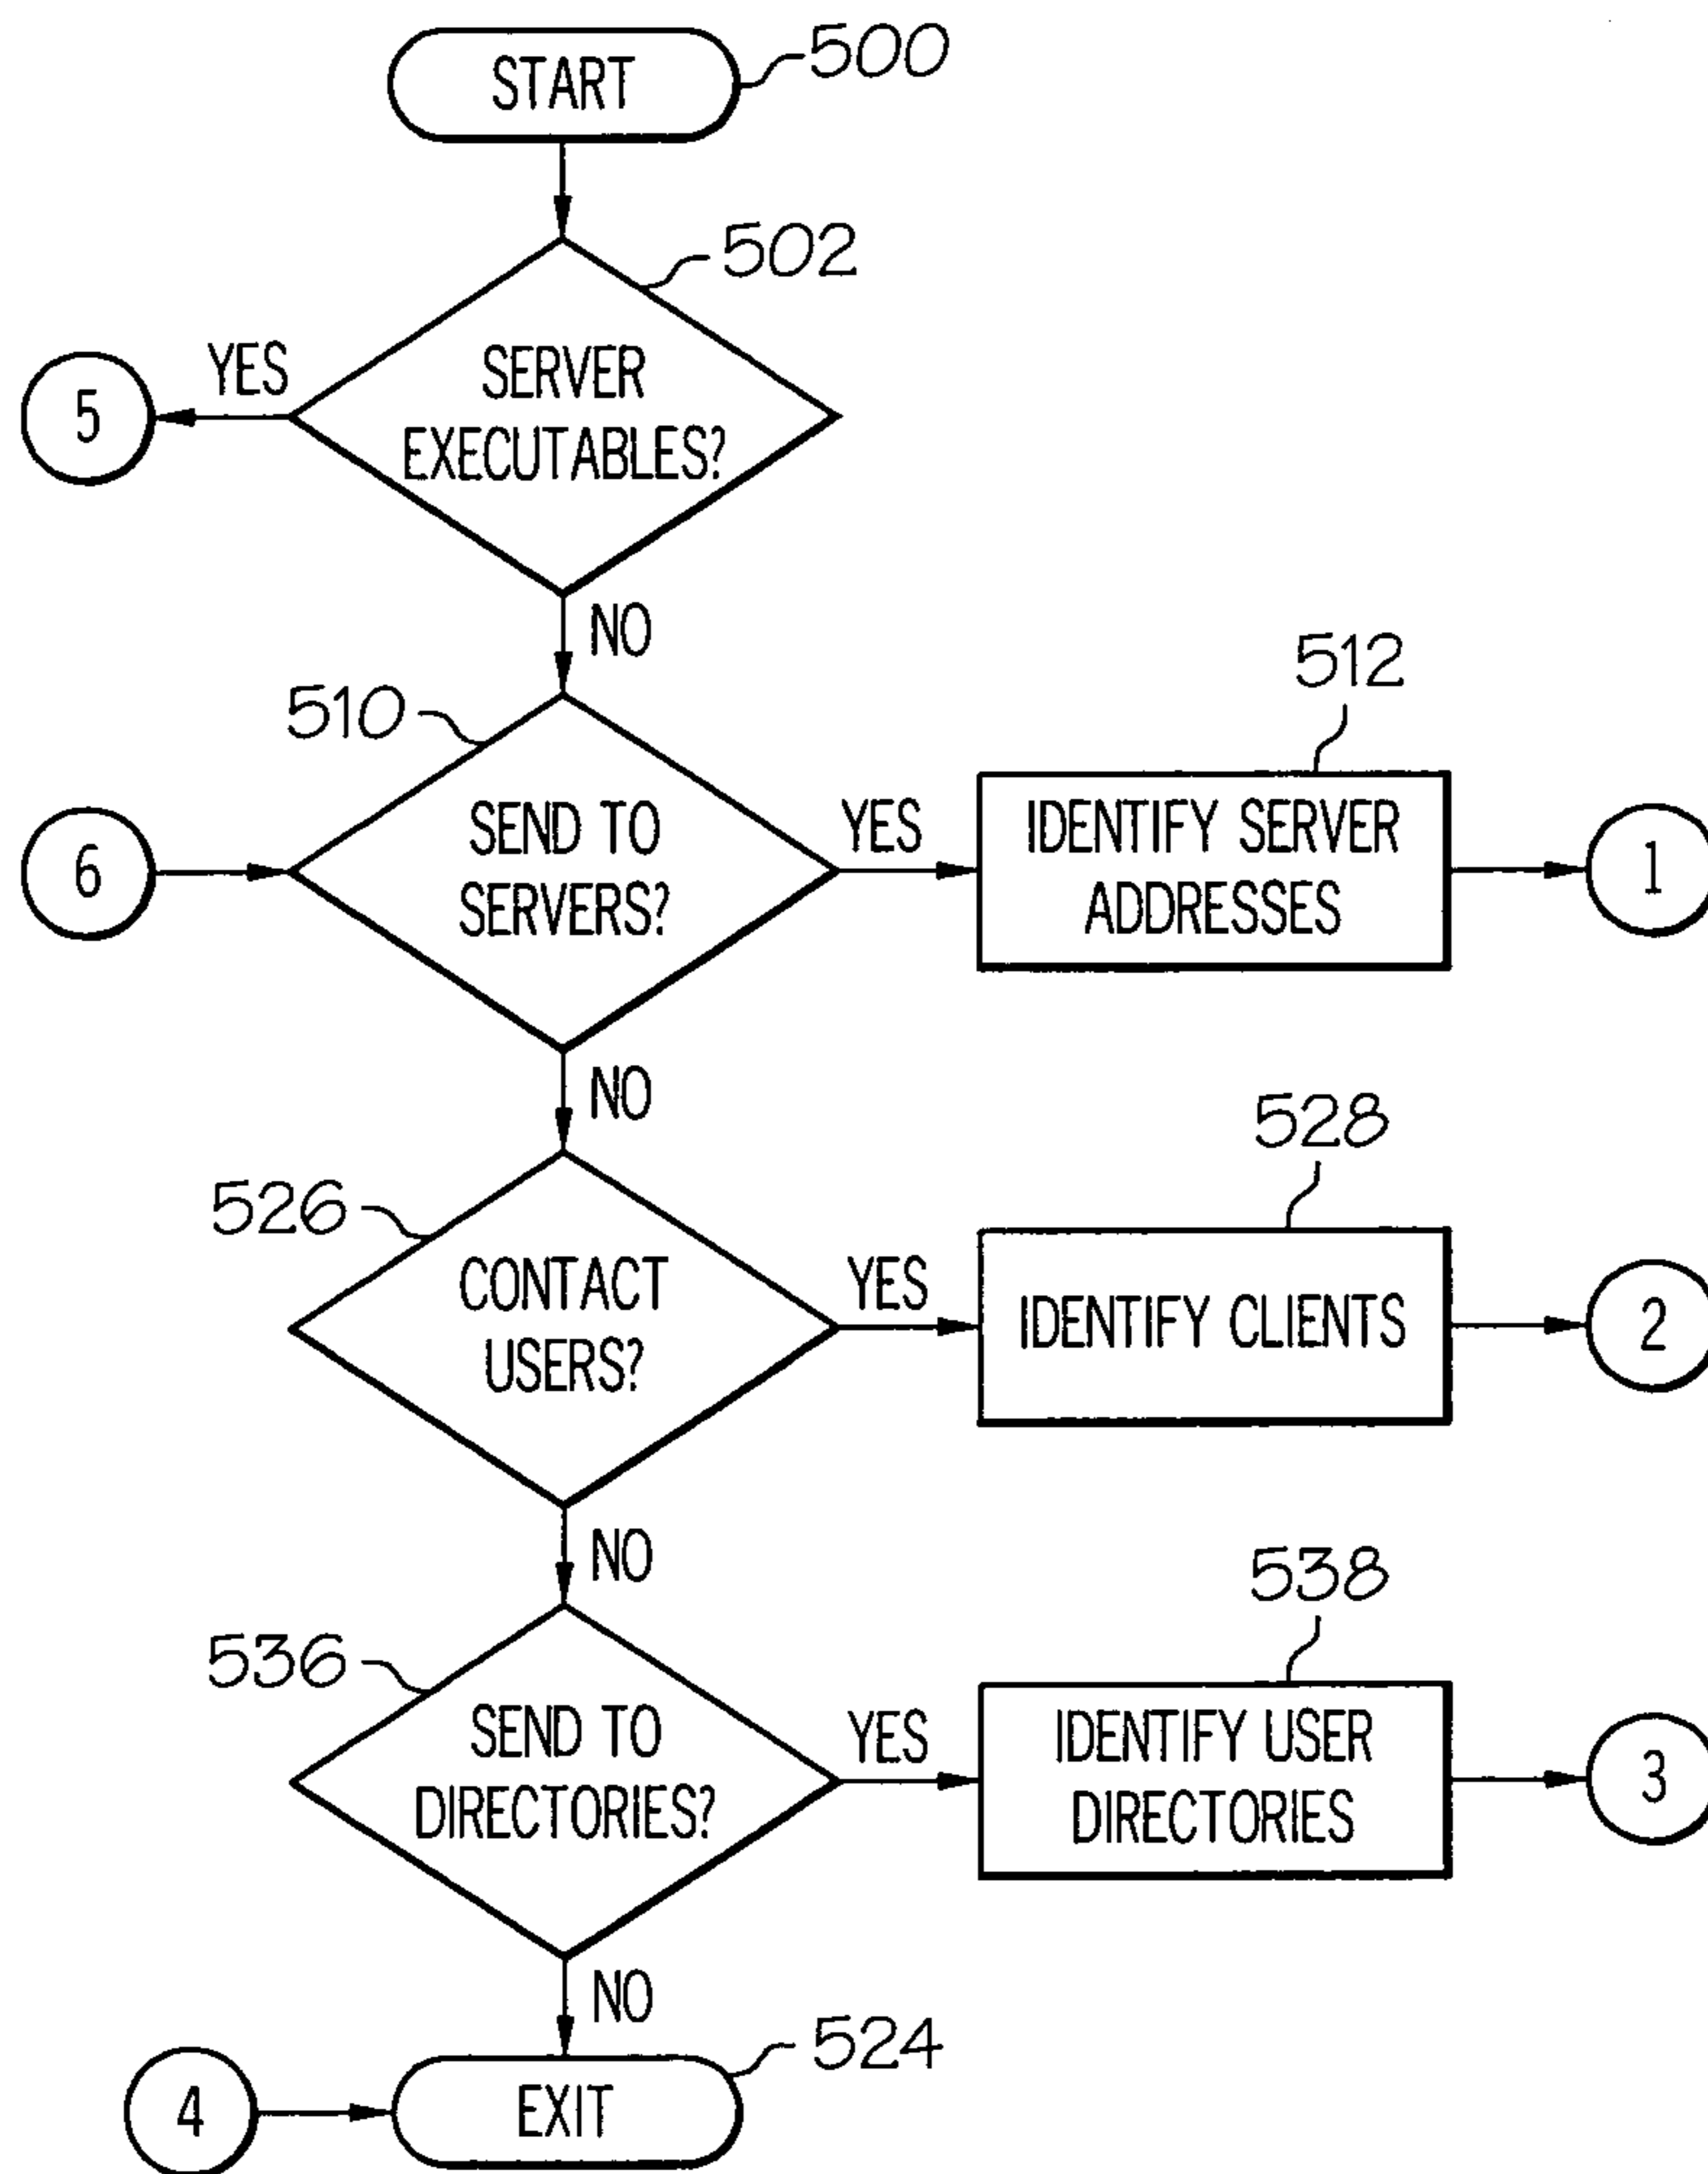 START
500
502
YES
5
SERVER
EXECUTABLES?
NO
510
512
6
SEND TO
SERVERS?
YES
IDENTIFY SERVER
ADDRESSES
1
NO
526
528
CONTACT
USERS?
YES
IDENTIFY CLIENTS
2
NO
536
538
SEND TO
DIRECTORIES?
YES
IDENTIFY USER
DIRECTORIES
3
NO
524
4
EXIT